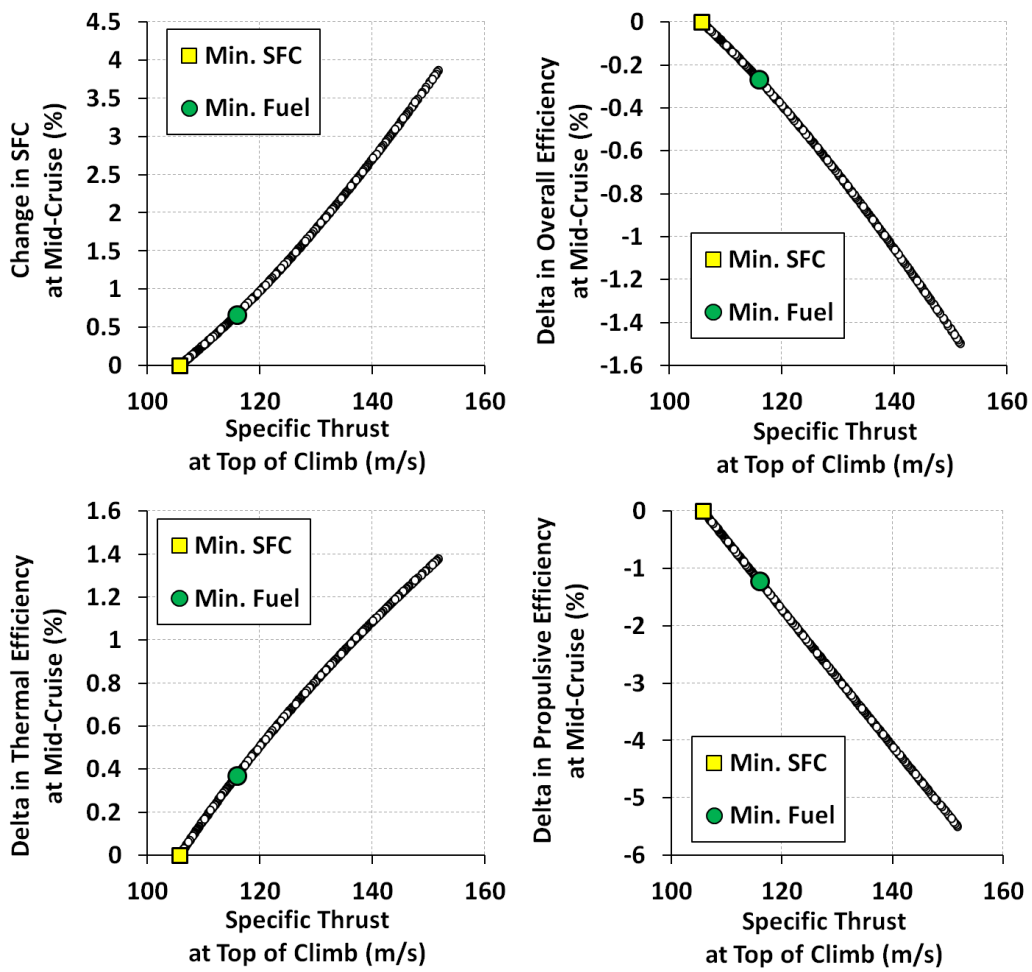 Change in SFC
at Mid-Cruise (%)
4.5
4
3.5
3
2.5
2
1.5
1
0.5
0
Min. SFC
Min. Fuel
100 120 140 160
Specific Thrust
at Top of Climb (m/s)
Delta in Overall Efficiency
at Mid-Cruise (%)
0
-0.2
-0.4
-0.6
-0.8
-1
-1.2
-1.4
-1.6
Min. SFC
Min. Fuel
100 120 140 160
Specific Thrust
at Top of Climb (m/s)
Delta in Thermal Efficiency
at Mid-Cruise (%)
1.6
1.4
1.2
1
0.8
0.6
0.4
0.2
0
Min. SFC
Min. Fuel
100 120 140 160
Specific Thrust
at Top of Climb (m/s)
Delta in Propulsive Efficiency
at Mid-Cruise (%)
0
-1
-2
-3
-4
-5
-6
Min. SFC
Min. Fuel
100 120 140 160
Specific Thrust
at Top of Climb (m/s)